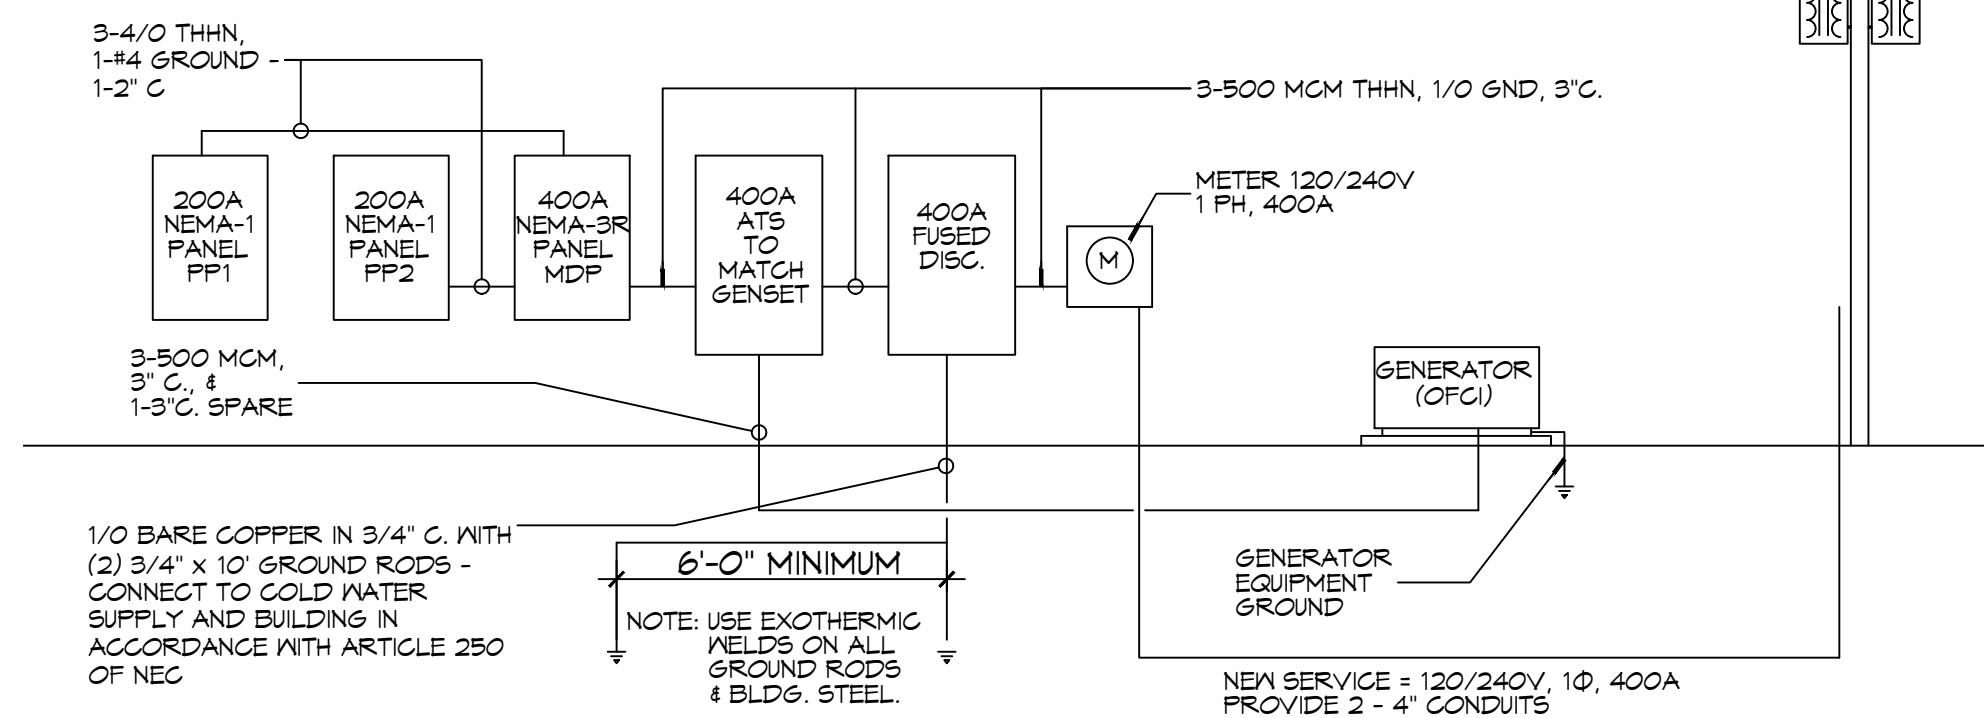 3-4/0 THHN,
1-#4 GROUND -
1-2" C
3-500 MCM THHN, 1/0 GND, 3"C.
METER 120/240V
1 PH, 400A
200A
NEMA-1
PANEL
PP1
200A
NEMA-1
PANEL
PP2
400A
NEMA-3R
PANEL
MDP
400A
ATS
TO
MATCH
GENSET
400A
FUSED
DISC.
M
3-500 MCM,
3" C., &
1-3"C. SPARE
GENERATOR
(OFCI)
1/0 BARE COPPER IN 3/4" C. WITH
(2) 3/4" x 10' GROUND RODS -
CONNECT TO COLD WATER
SUPPLY AND BUILDING IN
ACCORDANCE WITH ARTICLE 250
OF NEC
6'-0" MINIMUM
NOTE: USE EXOTHERMIC
WELDS ON ALL
GROUND RODS
& BLDG. STEEL.
GENERATOR
EQUIPMENT
GROUND
NEW SERVICE = 120/240V, 1Φ, 400A
PROVIDE 2 - 4" CONDUITS